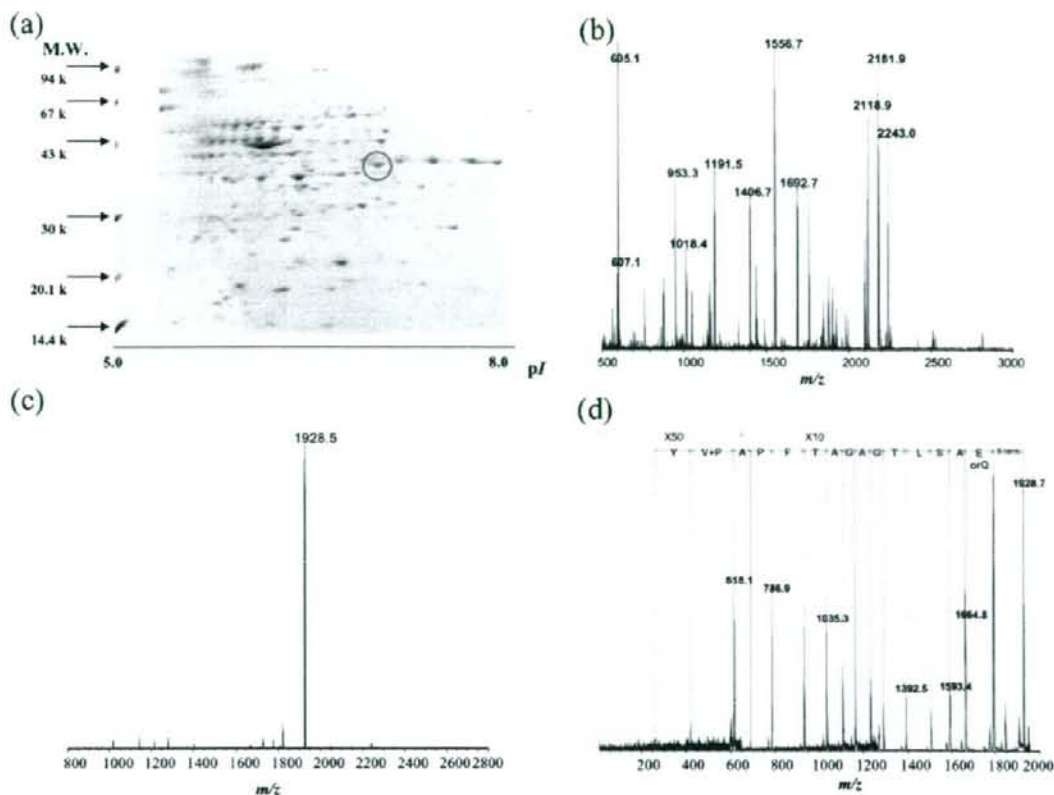 (a)
M.W.
94 k
67 k
43 k
30 k
20.1 k
14.4 k
5.0
8.0
pI
(b)
605.1
1556.7
2181.9
2118.9
2243.0
953.3
1191.5
1406.7
1692.7
1018.4
607.1
500
1000
1500
2000
2500
3000
m/z
(c)
1928.5
800 1000 1200 1400 1600 1800 2000 2200 2400 2600 2800
m/z
(d)
X50
X10
Y V+P A P F T A G A G T L S A E
orQ
1928.7
786.9
1035.3
1664.8
1392.5
1593.4
200 400 600 800 1000 1200 1400 1600 1800 2000
m/z